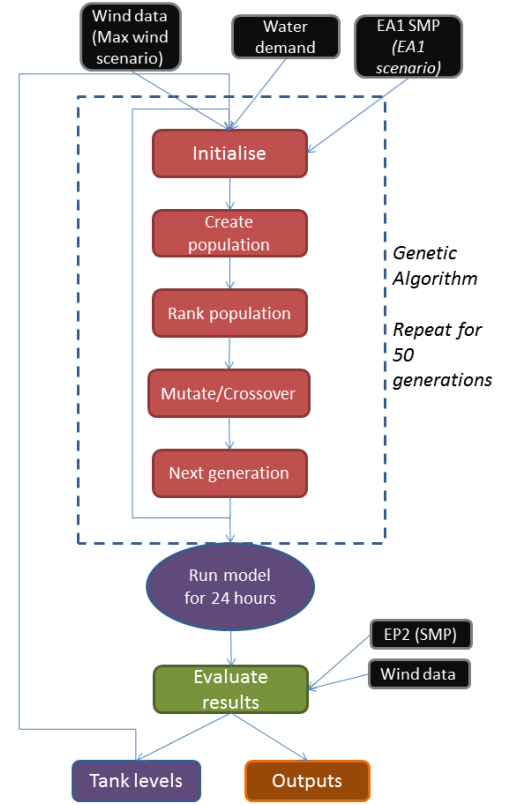 Wind data
(Max wind
scenario)
Water
demand
EA1 SMP
(EA1
scenario)
Initialise
Create
population
Genetic
Algorithm
Rank population
Repeat for
50
generations
Mutate/Crossover
Next generation
Run model
for 24 hours
EP2 (SMP)
Evaluate
results
Wind data
Tank levels
Outputs